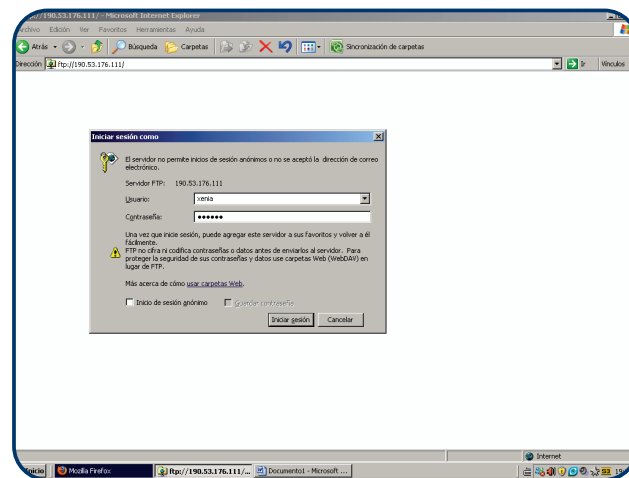 //190.53.176.111/ - Microsoft Internet Explorer
Archivo Edición Ver Favoritos Herramientas Ayuda
Atrás Búsqueda Carpetas Sincronización de carpetas
Dirección ftp://190.53.176.111/ Ir Vínculos
Iniciar sesión como
El servidor no permite inicios de sesión anónimos o no se aceptó la dirección de correo
electrónico.
Servidor FTP: 190.53.176.111
Usuario: xenia
Contraseña: ●●●●●●
Una vez que inicie sesión, puede agregar este servidor a sus favoritos y volver a él
fácilmente.
FTP no cifra ni codifica contraseñas o datos antes de enviarlos al servidor. Para
proteger la seguridad de sus contraseñas y datos use carpetas Web (WebDAV) en
lugar de FTP.
Más acerca de cómo usar carpetas Web.
Inicio de sesión anónimo Guardar contraseña
Iniciar sesión Cancelar
Internet
Inicio Mozilla Firefox ftp://190.53.176.111/... Documento1 - Microsoft ...